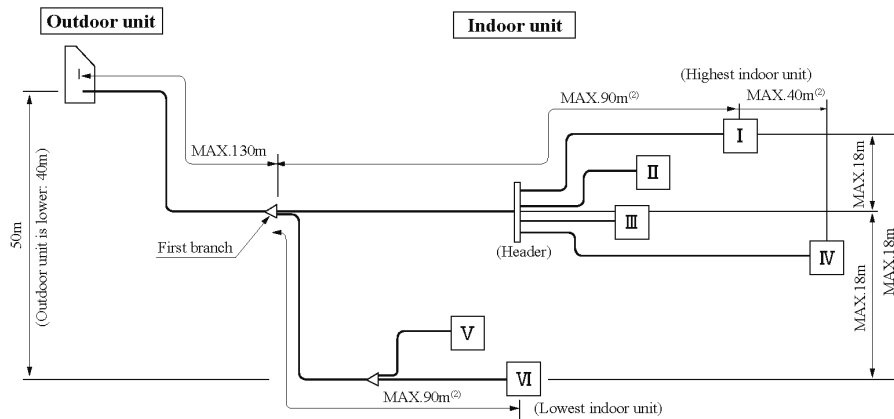 Outdoor unit
Indoor unit
(Highest indoor unit)
MAX.90m(2)
MAX.40m(2)
MAX.130m
I
II
III
IV
MAX.18m
MAX.18m
MAX.18m
50m
(Outdoor unit is lower: 40m)
First branch
(Header)
V
VI
MAX.90m(2)
(Lowest indoor unit)